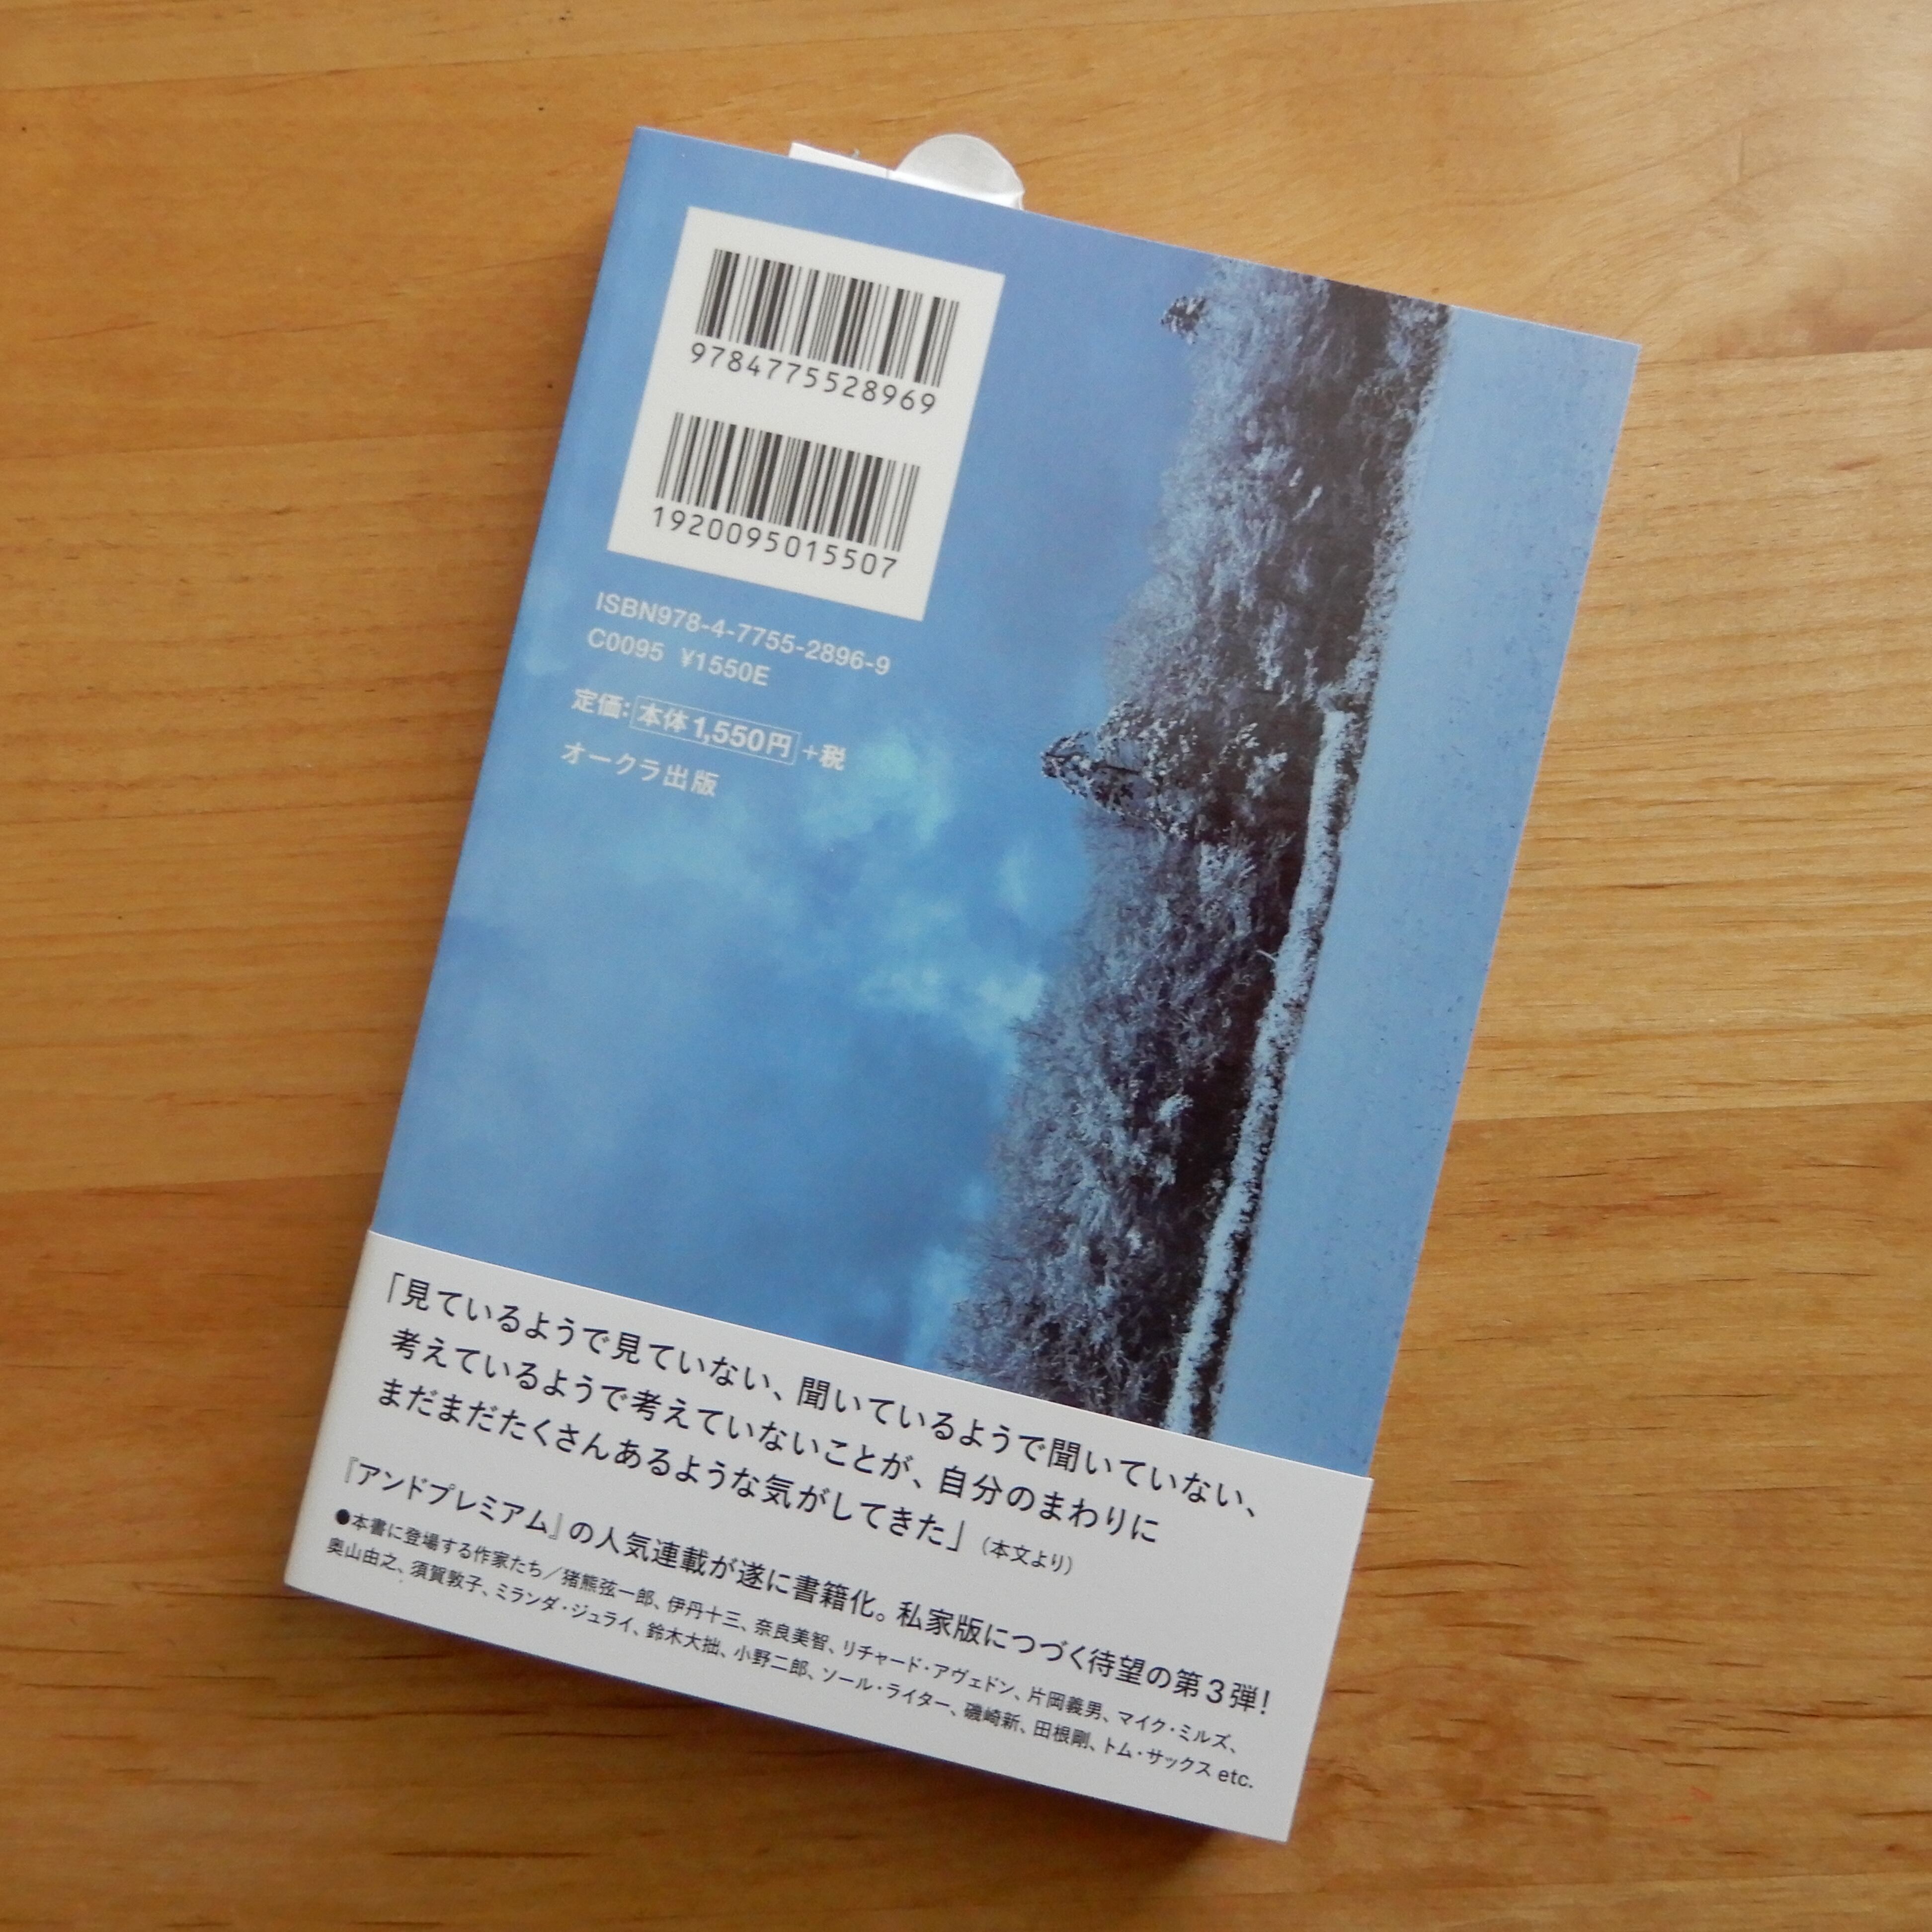 9784775528969
1920095015507
ISBN978-4-7755-2896-9
C0095 ¥1550E
定価:本体1,550円+税
オークラ出版
「見ているようで見ていない、聞いているようで聞いていない、
考えているようで考えていないことが、自分のまわりに
まだまだたくさんあるような気がしてきた」(本文より)
『アンドプレミアム』の人気連載が遂に書籍化。私家版につづく待望の第3弾!
●本書に登場する作家たち/猪熊弦一郎、伊丹十三、奈良美智、リチャード・アヴェドン、片岡義男、マイク・ミルズ、
奥山由之、須賀敦子、ミランダ・ジュライ、鈴木大拙、小野二郎、ソール・ライター、磯崎新、田根剛、トム・サックス etc.